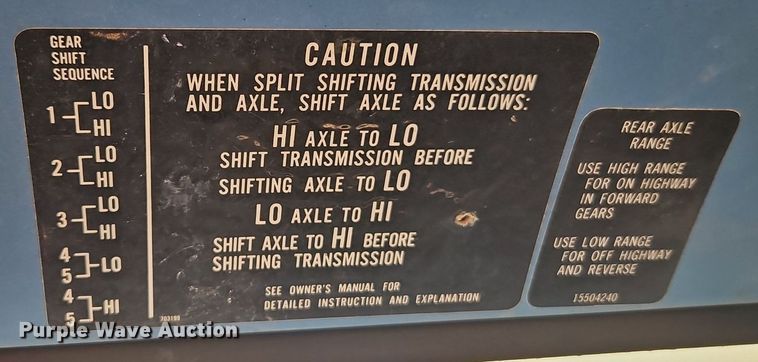 GEAR
SHIFT
SEQUENCE
1 LO
HI
2 LO
HI
3 LO
HI
4
5 LO
4
5 HI
CAUTION
WHEN SPLIT SHIFTING TRANSMISSION
AND AXLE, SHIFT AXLE AS FOLLOWS:
HI AXLE TO LO
SHIFT TRANSMISSION BEFORE
SHIFTING AXLE TO LO
LO AXLE TO HI
SHIFT AXLE TO HI BEFORE
SHIFTING TRANSMISSION
SEE OWNER'S MANUAL FOR
DETAILED INSTRUCTION AND EXPLANATION
703199
REAR AXLE
RANGE
USE HIGH RANGE
FOR ON HIGHWAY
IN FORWARD
GEARS
USE LOW RANGE
FOR OFF HIGHWAY
AND REVERSE
15504240
Purple Wave Auction